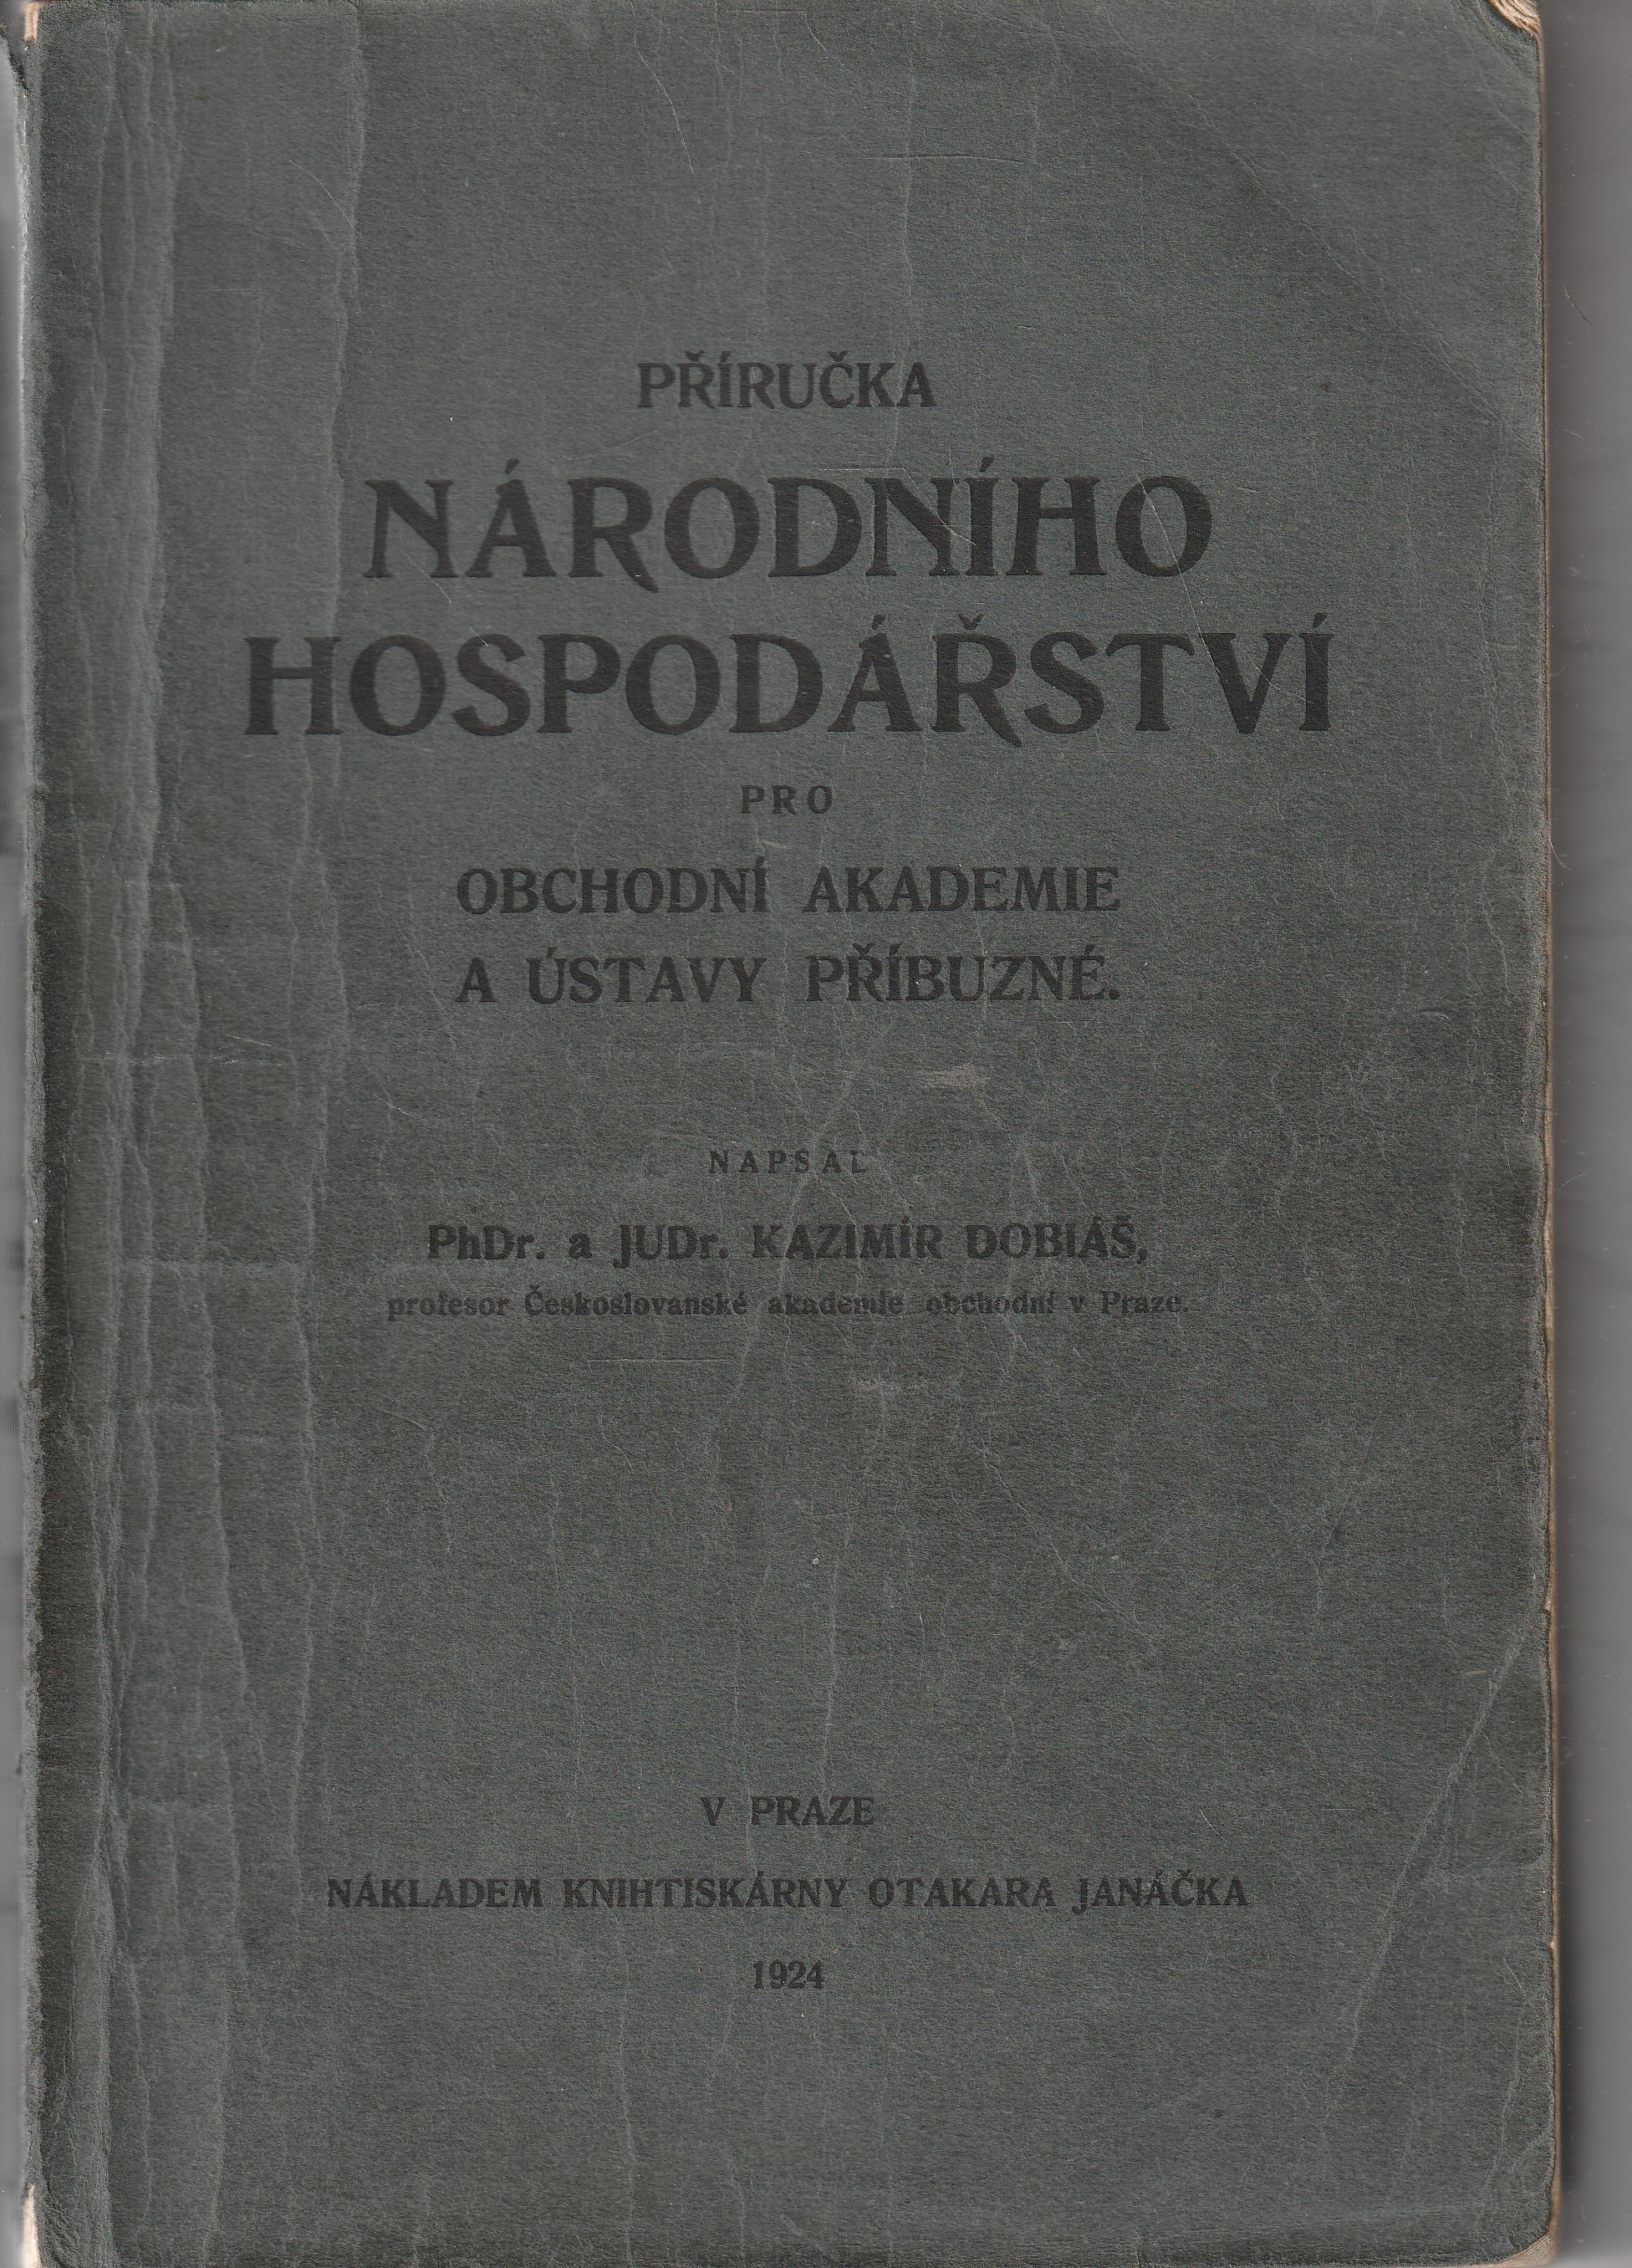 PŘÍRUČKA
NÁRODNÍHO
HOSPODÁŘSTVÍ
PRO
OBCHODNÍ AKADEMIE
A ÚSTAVY PŘÍBUZNÉ.
NAPSAL
PhDr. a JUDr. KAZIMÍR DOBIÁŠ,
profesor Českoslovanské akademie obchodní v Praze.
V PRAZE
NÁKLADEM KNIHTISKÁRNY OTAKARA JANÁČKA
1924